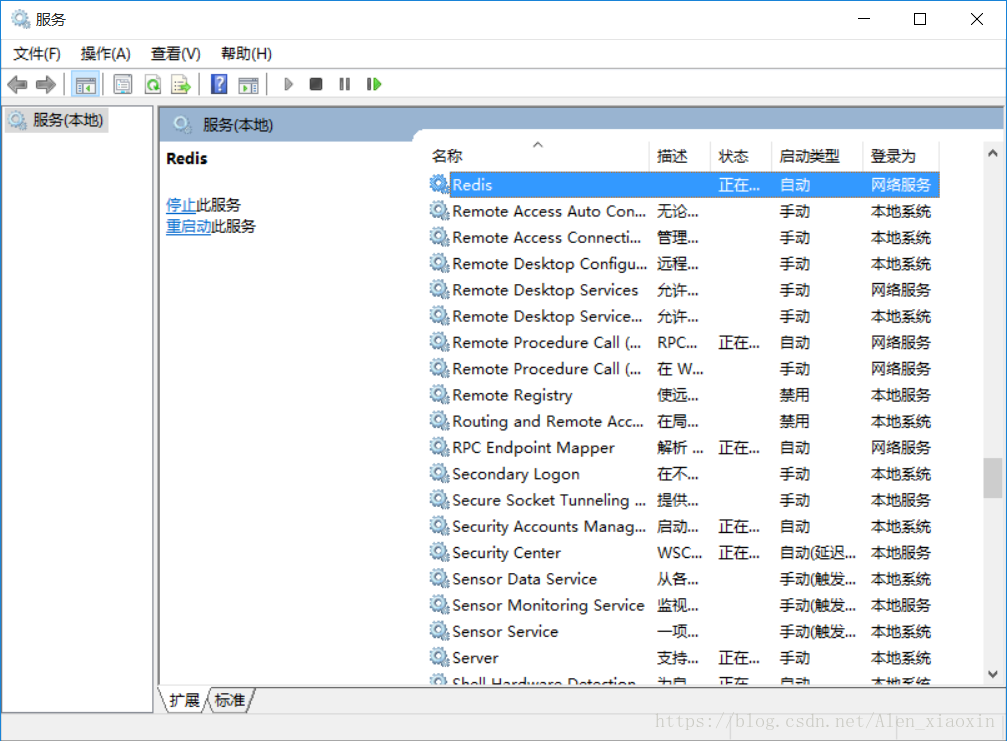 服务
文件(F) 操作(A) 查看(V) 帮助(H)
服务(本地)
服务(本地)
Redis
停止此服务
重启动此服务
名称 描述 状态 启动类型 登录为
Redis 正在... 自动 网络服务
Remote Access Auto Con... 无论... 手动 本地系统
Remote Access Connecti... 管理... 手动 本地系统
Remote Desktop Configu... 远程... 手动 本地系统
Remote Desktop Services 允许... 手动 网络服务
Remote Desktop Service... 允许... 手动 本地系统
Remote Procedure Call (... RPC... 正在... 自动 网络服务
Remote Procedure Call (... 在 W... 手动 网络服务
Remote Registry 使远... 禁用 本地服务
Routing and Remote Acc... 在局... 禁用 本地系统
RPC Endpoint Mapper 解析 ... 正在... 自动 网络服务
Secondary Logon 在不... 手动 本地系统
Secure Socket Tunneling ... 提供... 手动 本地服务
Security Accounts Manag... 启动... 正在... 自动 本地系统
Security Center WSC... 正在... 自动(延迟... 本地服务
Sensor Data Service 从各... 手动(触发... 本地系统
Sensor Monitoring Service 监视... 手动(触发... 本地服务
Sensor Service 一项... 手动(触发... 本地系统
Server 支持... 正在... 手动 本地系统
Shell Hardware Detection 为自... 正在... 自动 本地系统
扩展 标准
https://blog.csdn.net/Alen_xiaoxin